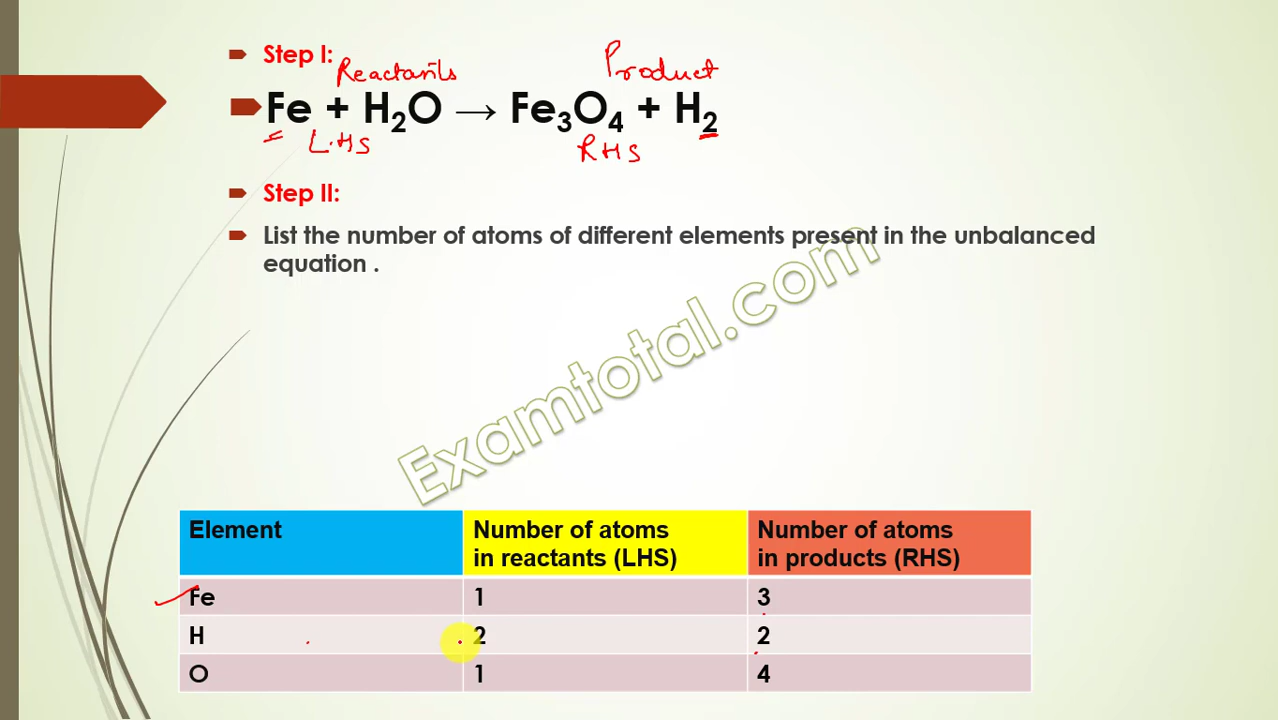 Step I:
Reactants Product
Fe + H₂O → Fe₃O₄ + H₂
L.HS RHS
Step II:
List the number of atoms of different elements present in the unbalanced
equation .
Examtotal.com
Element Number of atoms in reactants (LHS) Number of atoms in products (RHS)
Fe 1 3
H 2 2
O 1 4